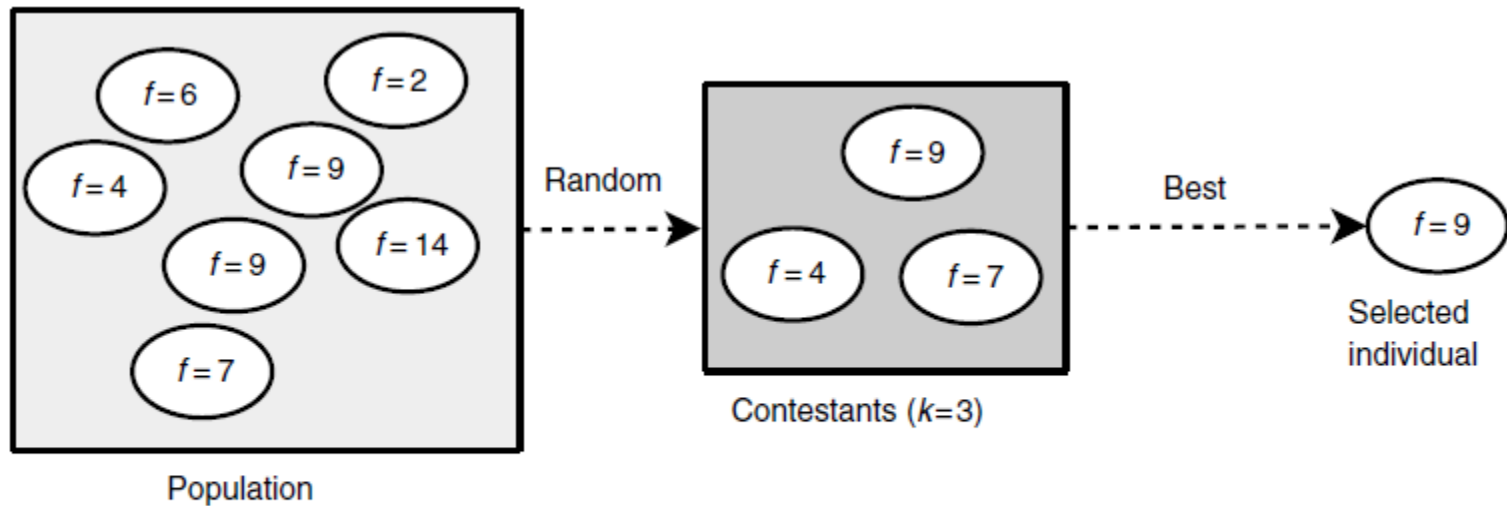 f=6
f=2
f=4
f=9
f=14
f=9
f=7
Population
Random
f=9
f=4
f=7
Contestants (k=3)
Best
f=9
Selected
individual